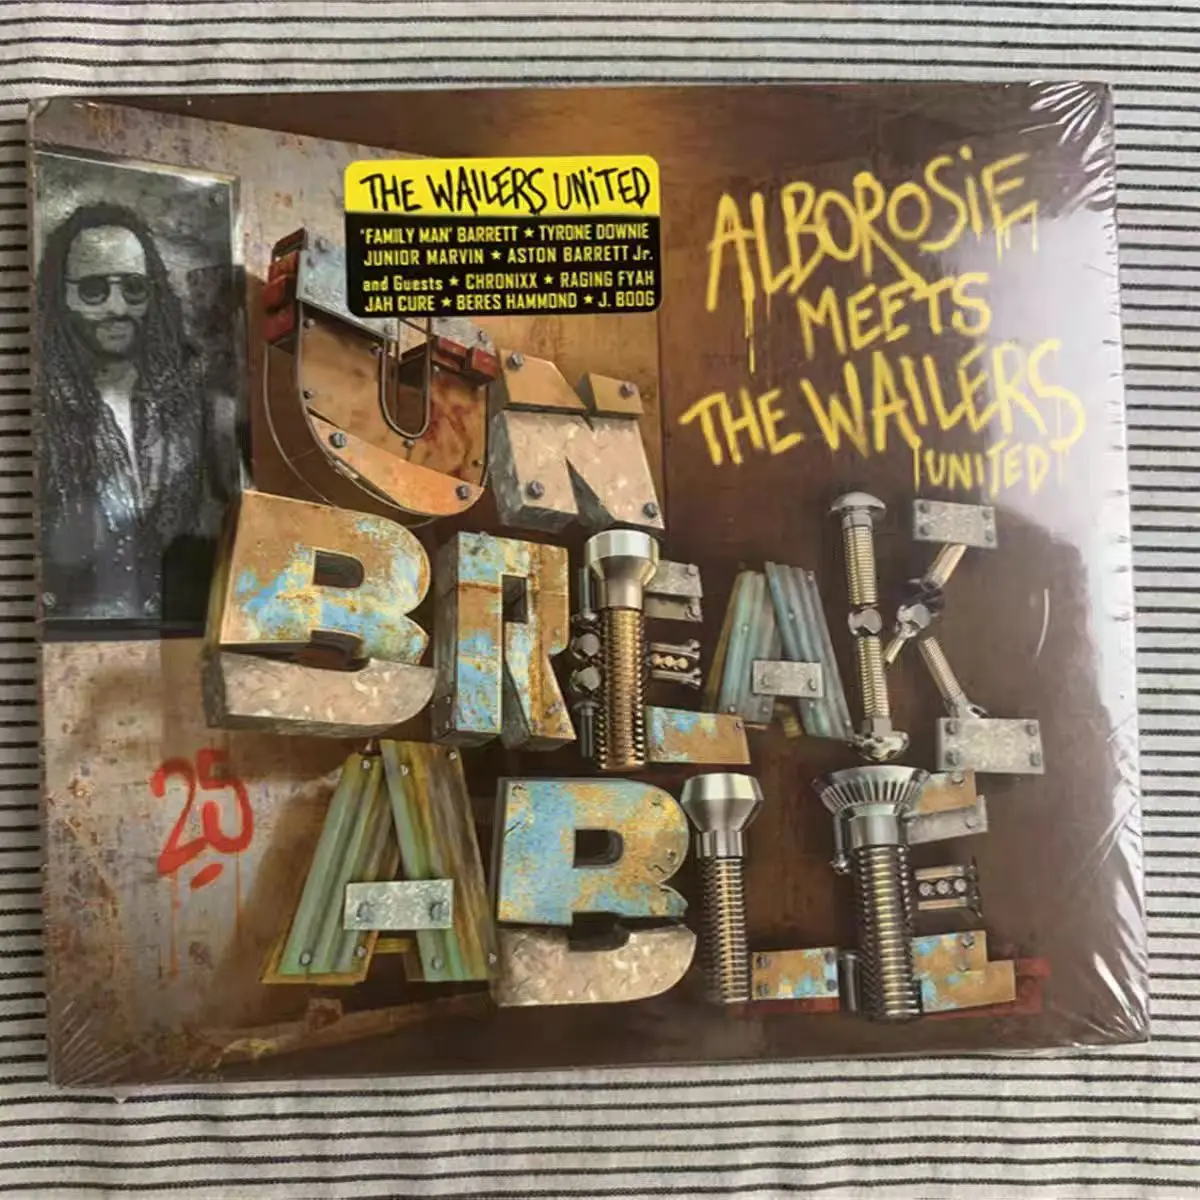 THE WAILERS UNiTED
'FAMILY MAN' BARRETT ★ TYRONE DOWNIE
JUNIOR MARVIN ★ ASTON BARRETT Jr.
and Guests ★ CHRONIXX ★ RAGING FYAH
JAH CURE ★ BERES HAMMOND ★ J. BOOG
ALBOROSiE
MEETS
THE WAILERS
UNiTED
UN
BREAK
ABLE
25